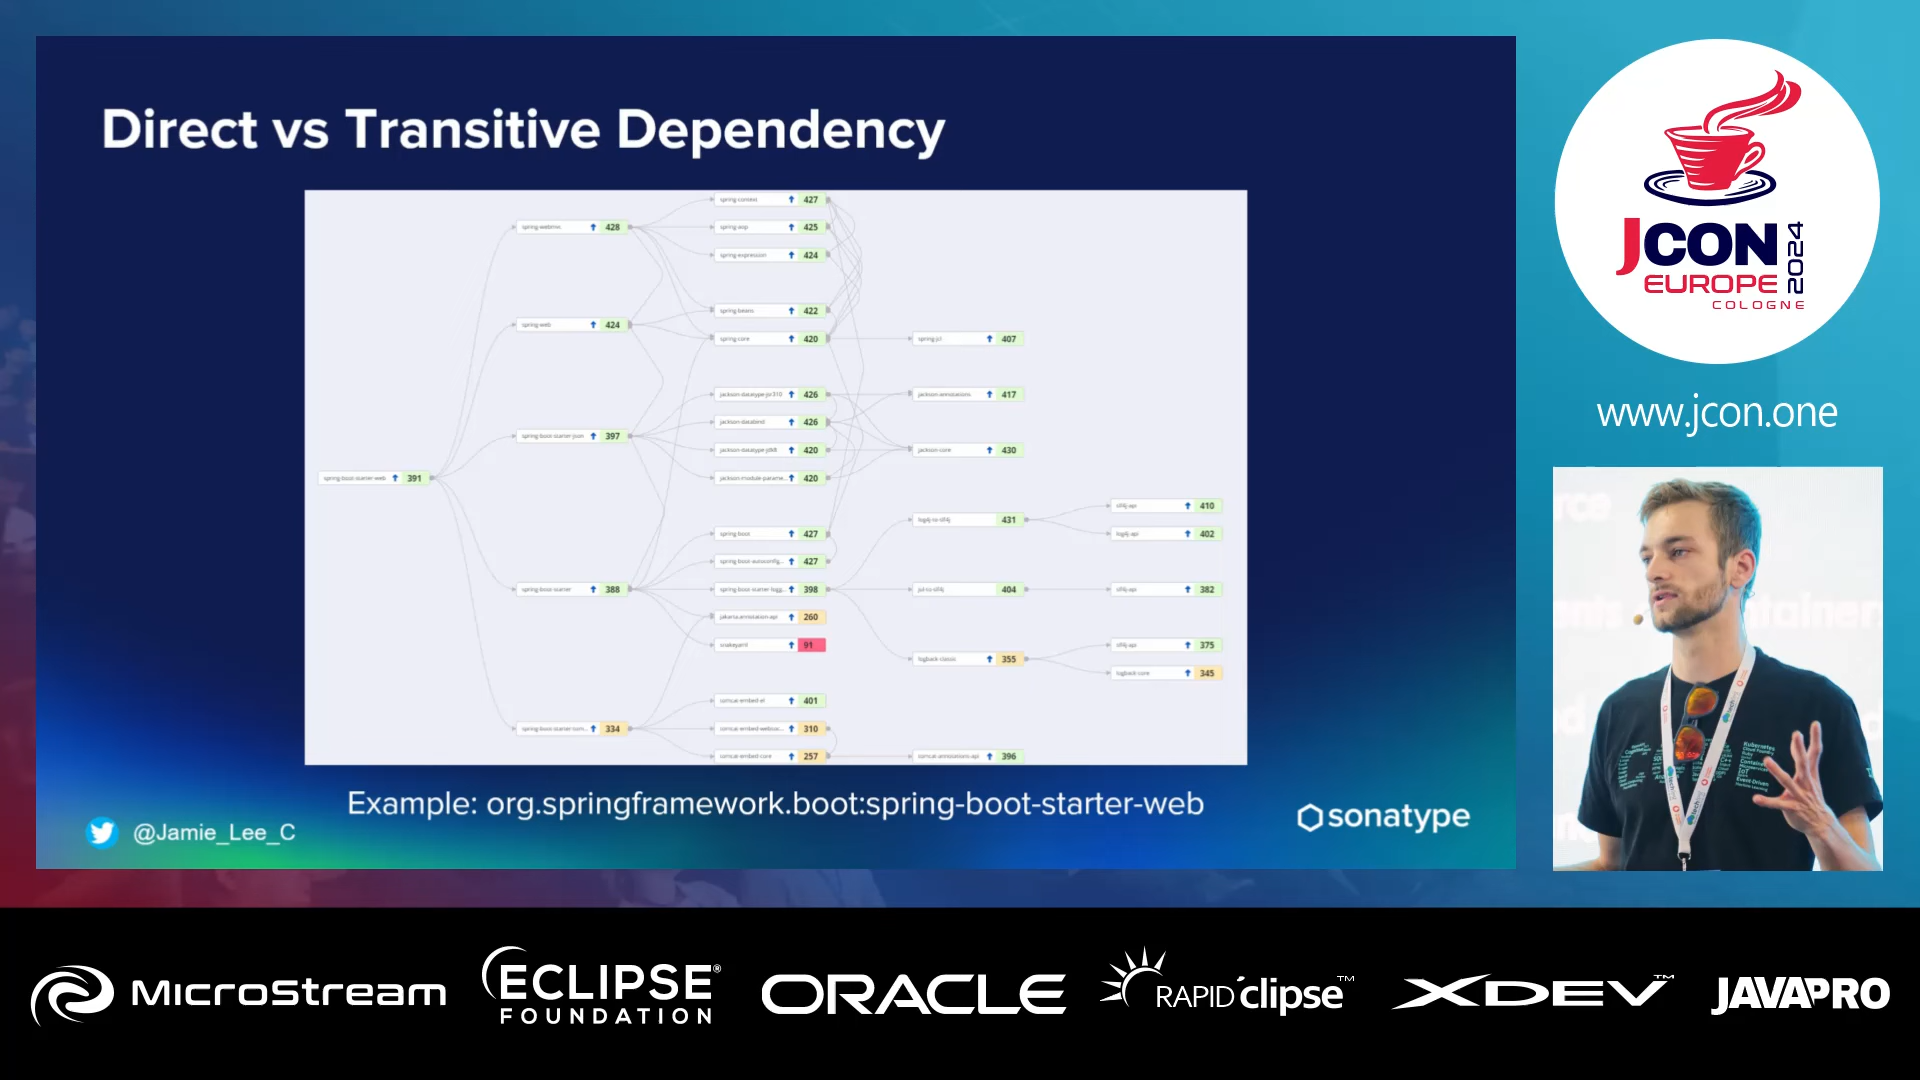 Direct vs Transitive Dependency
spring-context 427
spring-webmvc 428
spring-aop 425
spring-expression 424
spring-beans 422
spring-web 424
spring-core 420
spring-jcl 407
jackson-datatype-jsr310 426
jackson-annotations 417
jackson-databind 426
spring-boot-starter-json 397
jackson-datatype-jdk8 420
jackson-core 430
spring-boot-starter-web 391
jackson-module-parame... 420
slf4j-api 410
log4j-to-slf4j 431
spring-boot 427
log4j-api 402
spring-boot-autoconfig... 427
spring-boot-starter 388
spring-boot-starter-logg... 398
jul-to-slf4j 404
slf4j-api 382
jakarta.annotation-api 260
snakeyaml 91
slf4j-api 375
logback-classic 355
logback-core 345
tomcat-embed-el 401
spring-boot-starter-tom... 334
tomcat-embed-websoc... 310
tomcat-embed-core 257
tomcat-annotations-api 396
Example: org.springframework.boot:spring-boot-starter-web
@Jamie_Lee_C
sonatype
JCON
EUROPE
2024
COLOGNE
www.jcon.one
MicroStream
ECLIPSE®
FOUNDATION
ORACLE
RAPID'clipse™
XDEV™
JAVAPRO